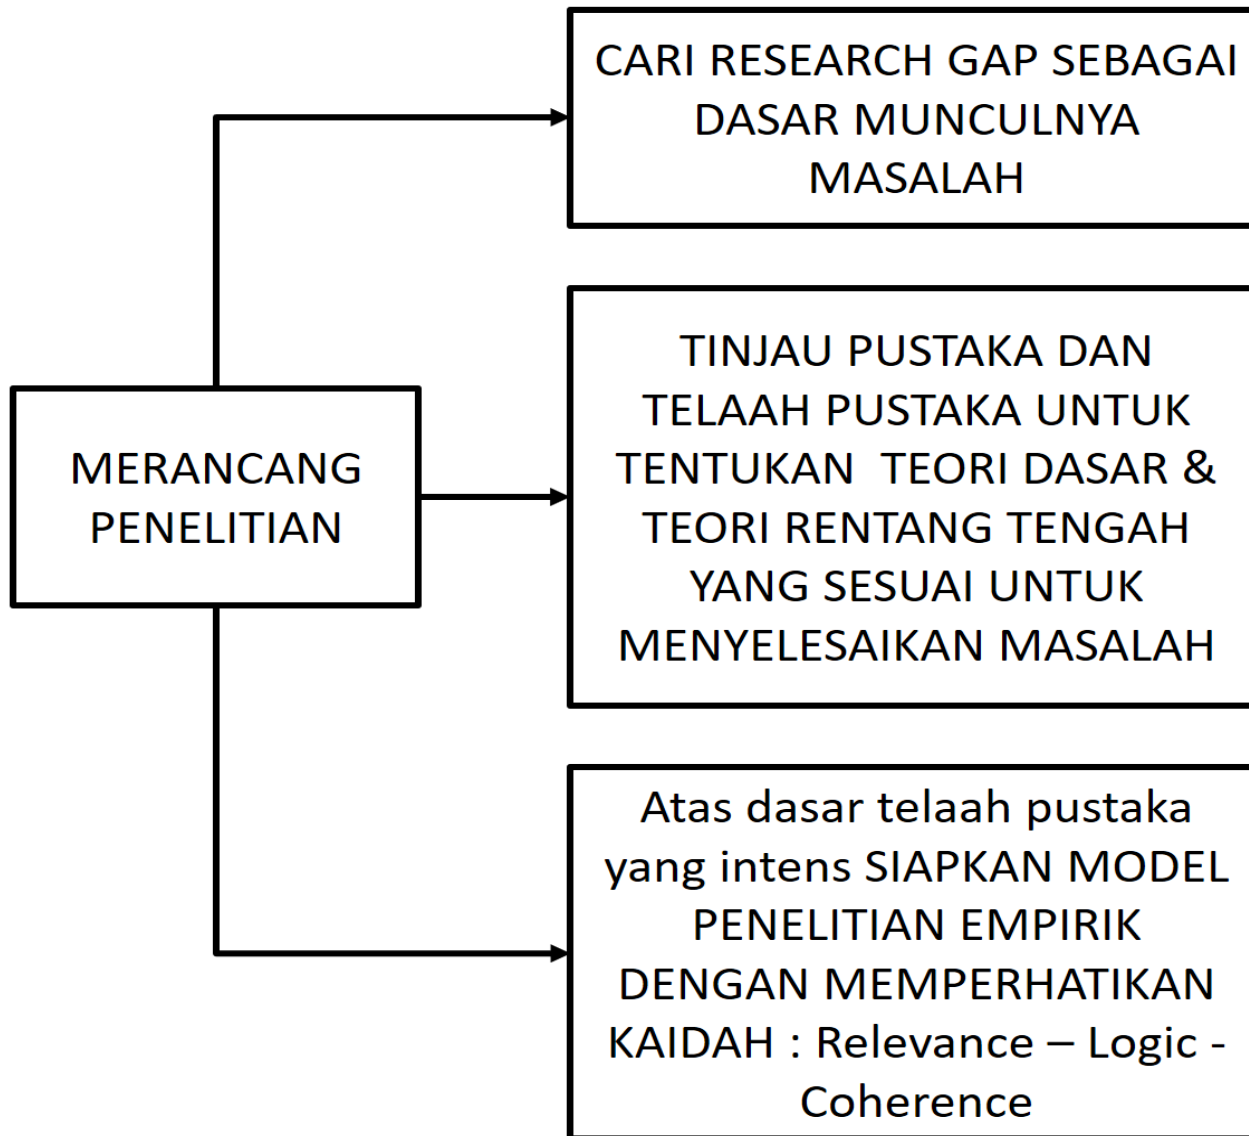 CARI RESEARCH GAP SEBAGAI
DASAR MUNCULNYA
MASALAH
MERANCANG
PENELITIAN
TINJAU PUSTAKA DAN
TELAAH PUSTAKA UNTUK
TENTUKAN TEORI DASAR &
TEORI RENTANG TENGAH
YANG SESUAI UNTUK
MENYELESAIKAN MASALAH
Atas dasar telaah pustaka
yang intens SIAPKAN MODEL
PENELITIAN EMPIRIK
DENGAN MEMPERHATIKAN
KAIDAH : Relevance – Logic -
Coherence